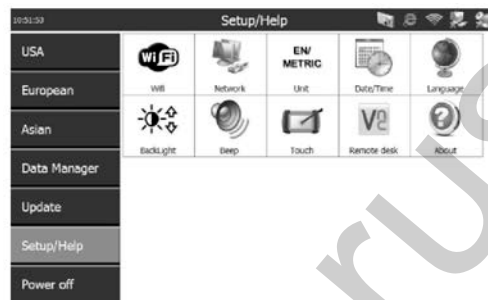 10:51:53 Setup/Help
USA
European
Asian
Data Manager
Update
Setup/Help
Power off
WiFi
EN/
METRIC
Wifi Network Unit Date/Time Language
V2
BackLight Beep Touch Remote desk About